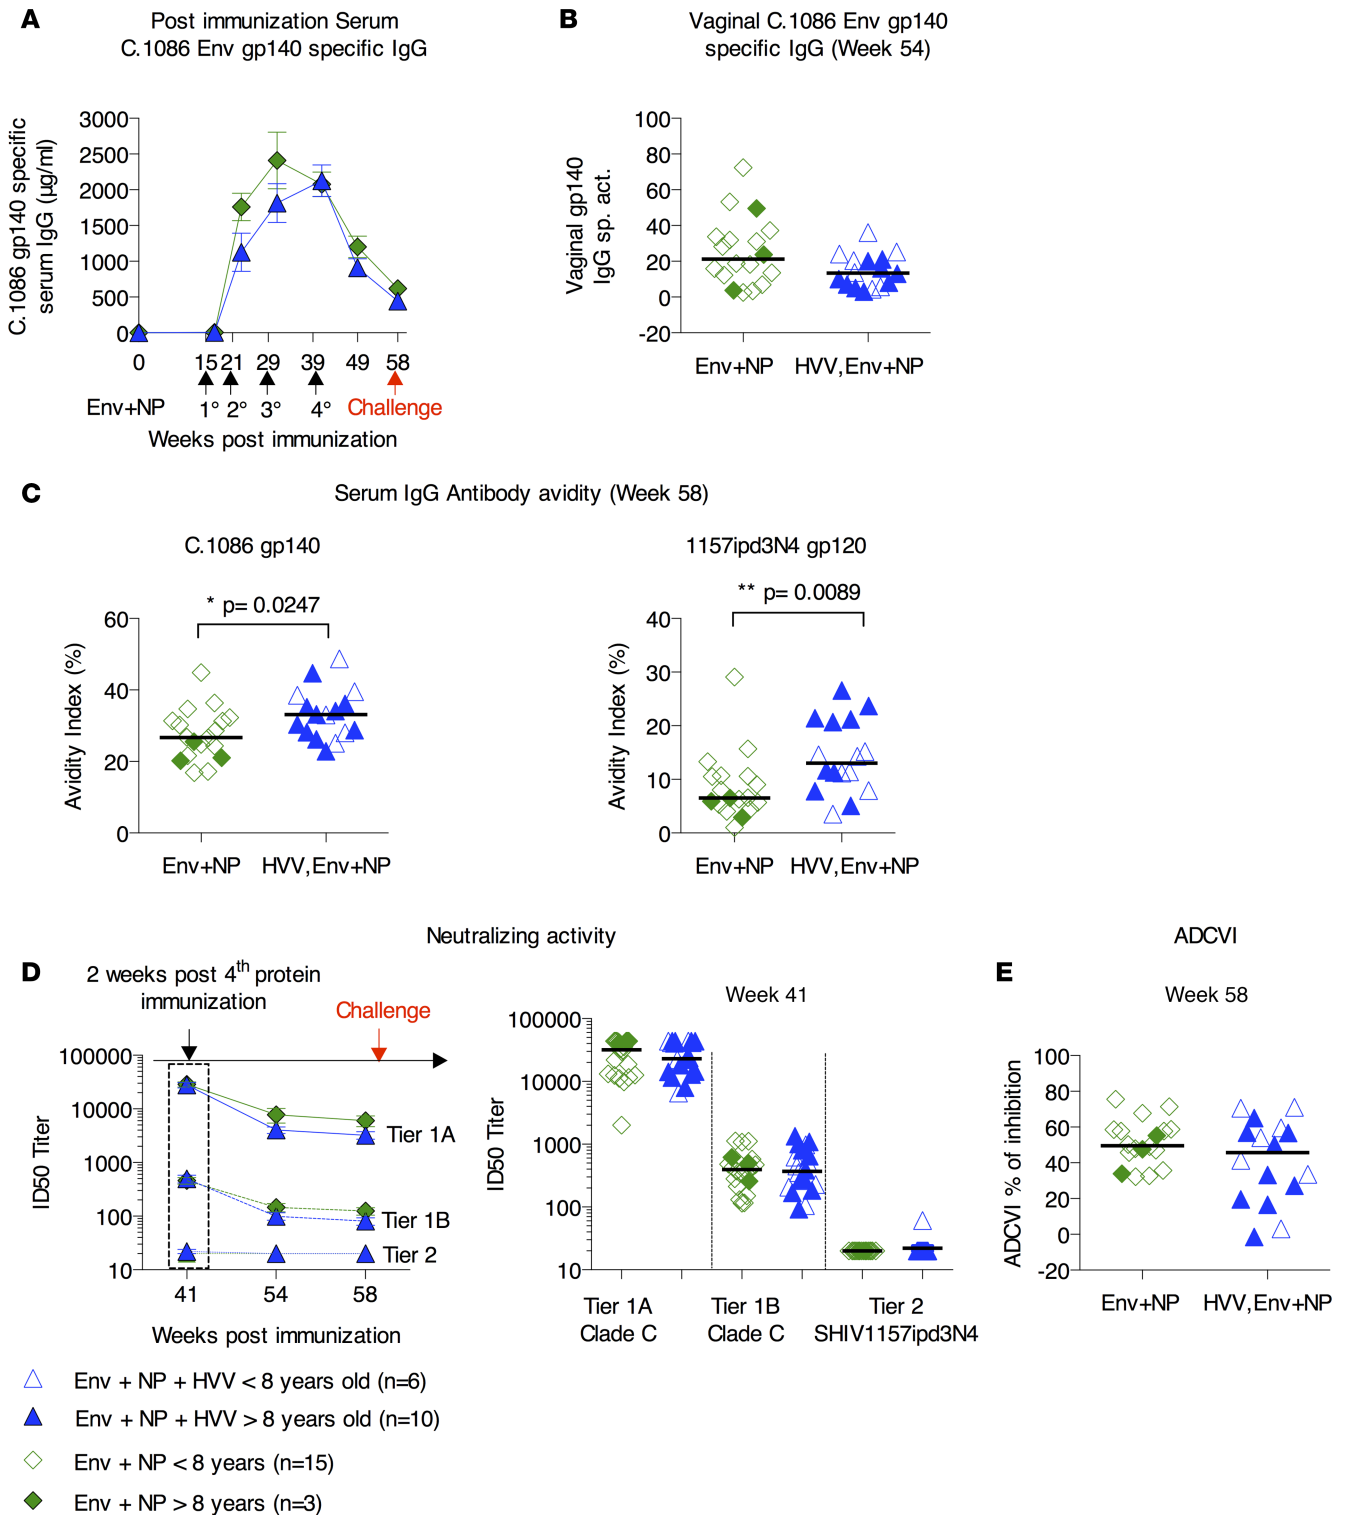 A
Post immunization Serum
C.1086 Env gp140 specific IgG
C.1086 gp140 specific
serum IgG (µg/ml)
3000
2500
2000
1500
1000
500
0
0 15 21 29 39 49 58
Env+NP 1° 2° 3° 4° Challenge
Weeks post immunization
B
Vaginal C.1086 Env gp140
specific IgG (Week 54)
Vaginal gp140
IgG sp. act.
100
80
60
40
20
0
-20
Env+NP HVV,Env+NP
C
Serum IgG Antibody avidity (Week 58)
C.1086 gp140
* p= 0.0247
Avidity Index (%)
60
40
20
0
Env+NP HVV,Env+NP
1157ipd3N4 gp120
** p= 0.0089
Avidity Index (%)
40
30
20
10
0
Env+NP HVV,Env+NP
Neutralizing activity
D
2 weeks post 4th protein
immunization
Challenge
ID50 Titer
100000
10000
1000
100
10
Tier 1A
Tier 1B
Tier 2
41 54 58
Weeks post immunization
Week 41
ID50 Titer
100000
10000
1000
100
10
Tier 1A Tier 1B Tier 2
Clade C Clade C SHIV1157ipd3N4
ADCVI
E
Week 58
ADCVI % of inhibition
100
80
60
40
20
0
-20
Env+NP HVV,Env+NP
Env + NP + HVV < 8 years old (n=6)
Env + NP + HVV > 8 years old (n=10)
Env + NP < 8 years (n=15)
Env + NP > 8 years (n=3)